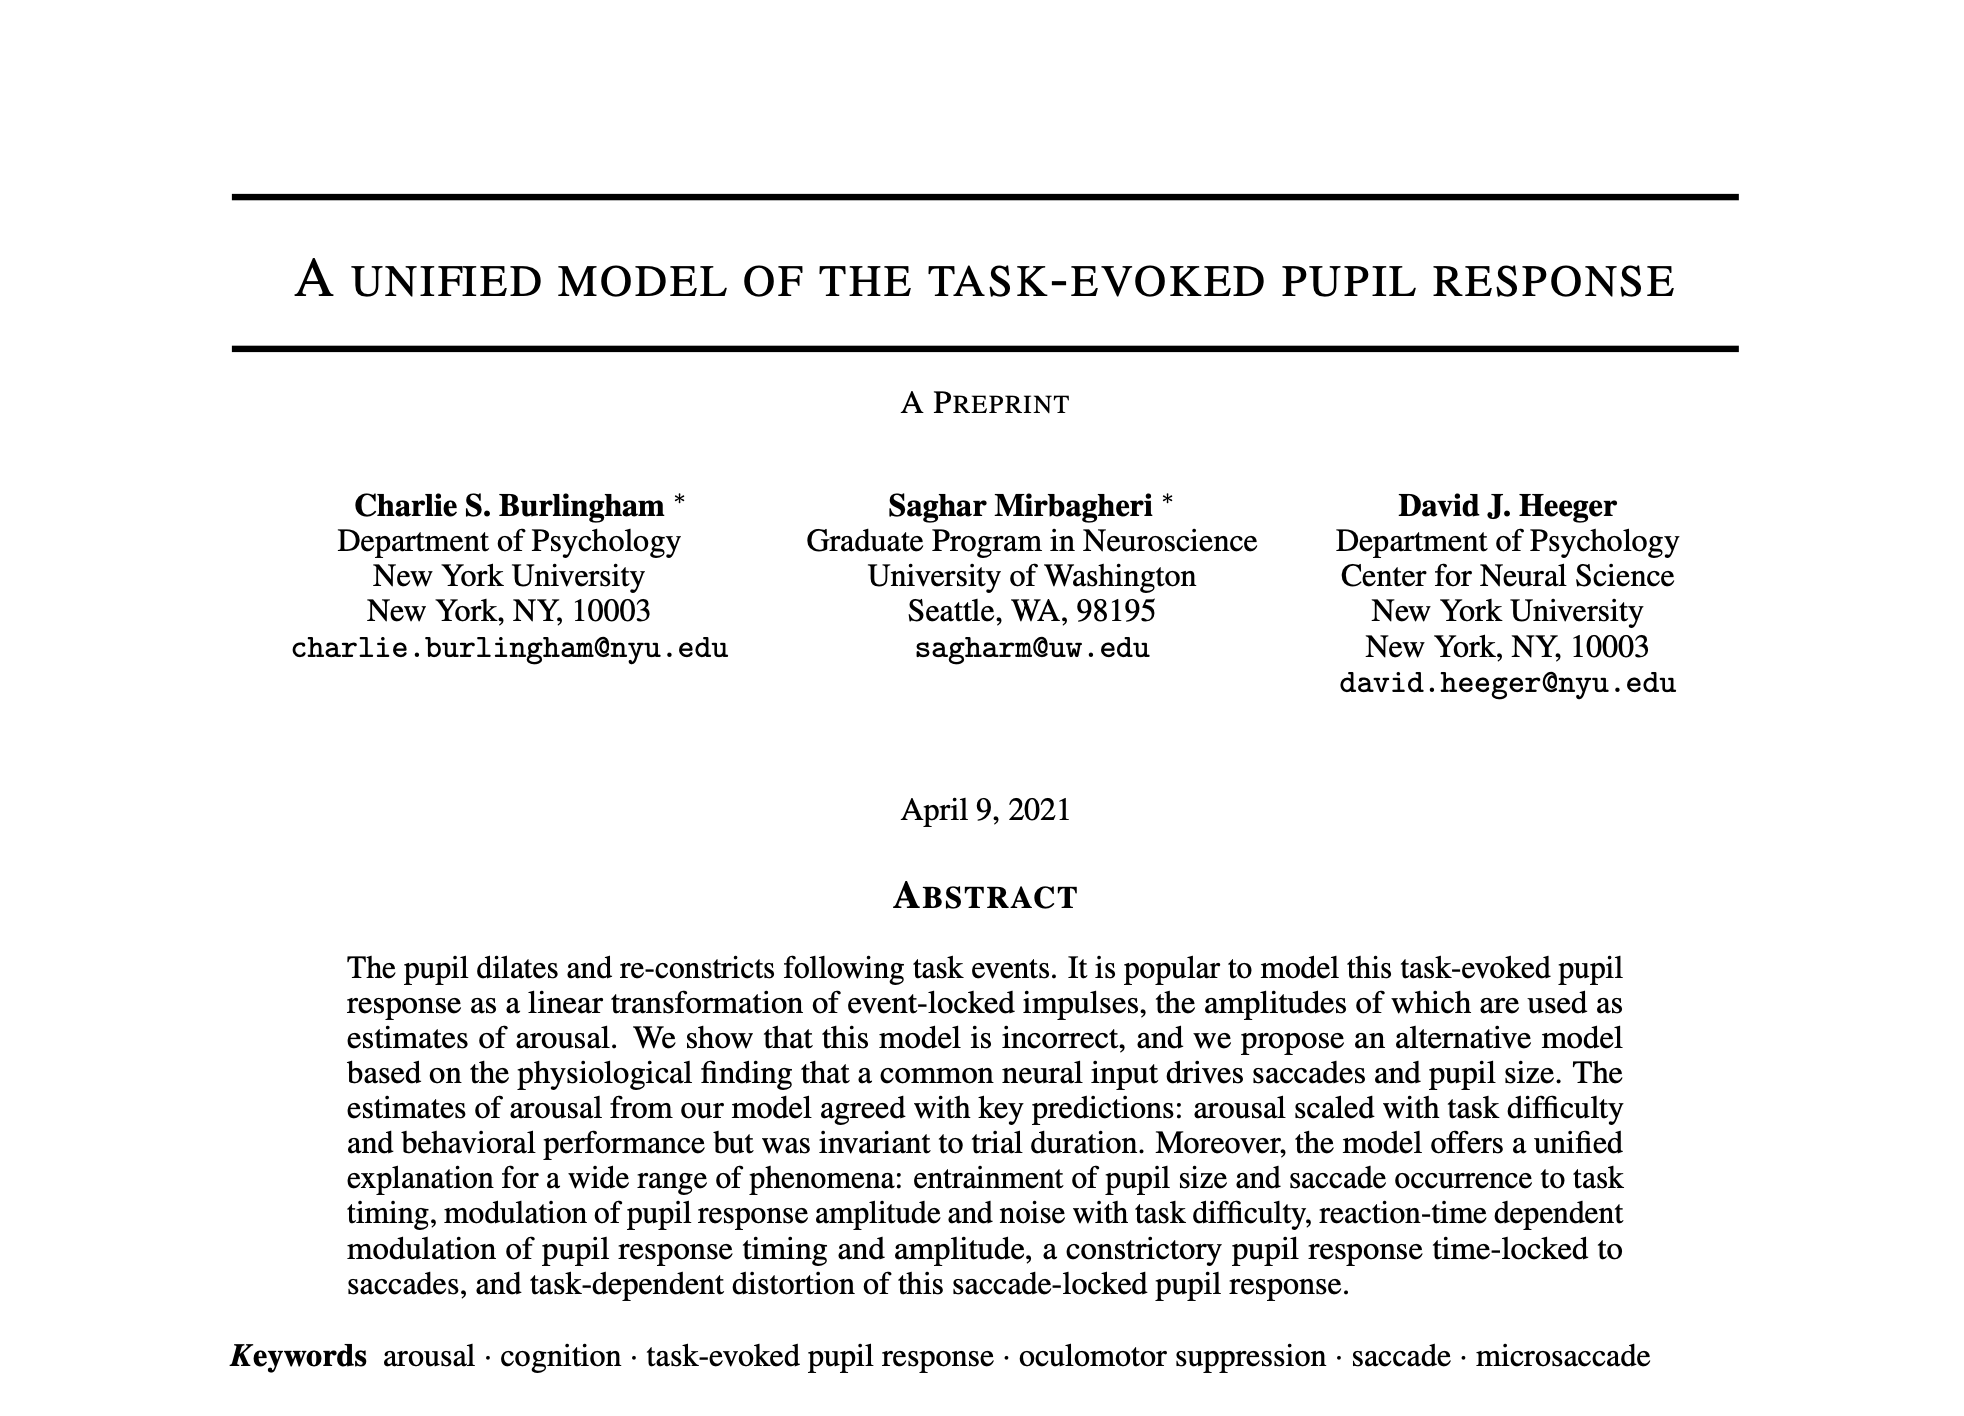 A UNIFIED MODEL OF THE TASK-EVOKED PUPIL RESPONSE
A PREPRINT
Charlie S. Burlingham *
Department of Psychology
New York University
New York, NY, 10003
charlie.burlingham@nyu.edu
Saghar Mirbagheri *
Graduate Program in Neuroscience
University of Washington
Seattle, WA, 98195
sagharm@uw.edu
David J. Heeger
Department of Psychology
Center for Neural Science
New York University
New York, NY, 10003
david.heeger@nyu.edu
April 9, 2021
ABSTRACT
The pupil dilates and re-constricts following task events. It is popular to model this task-evoked pupil
response as a linear transformation of event-locked impulses, the amplitudes of which are used as
estimates of arousal. We show that this model is incorrect, and we propose an alternative model
based on the physiological finding that a common neural input drives saccades and pupil size. The
estimates of arousal from our model agreed with key predictions: arousal scaled with task difficulty
and behavioral performance but was invariant to trial duration. Moreover, the model offers a unified
explanation for a wide range of phenomena: entrainment of pupil size and saccade occurrence to task
timing, modulation of pupil response amplitude and noise with task difficulty, reaction-time dependent
modulation of pupil response timing and amplitude, a constrictory pupil response time-locked to
saccades, and task-dependent distortion of this saccade-locked pupil response.
Keywords arousal · cognition · task-evoked pupil response · oculomotor suppression · saccade · microsaccade